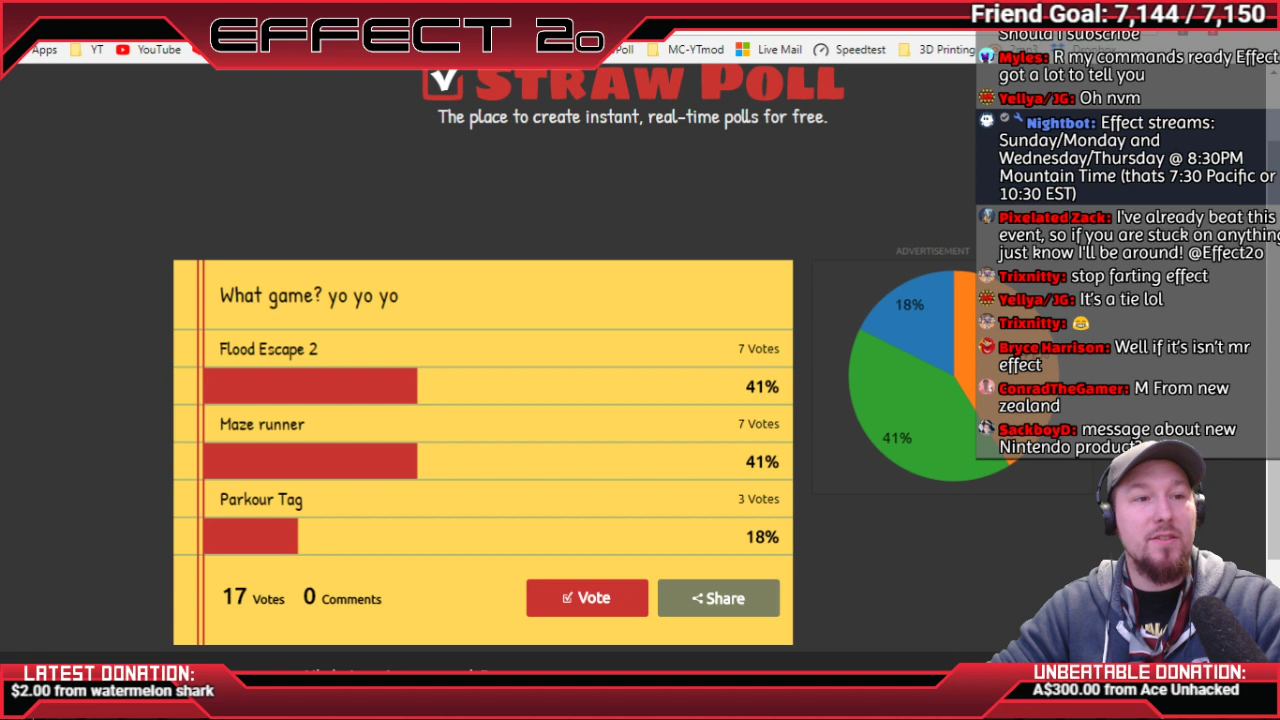 EFFECT 2o
Friend Goal: 7,144 / 7,150
Apps YT YouTube Poll MC-YTmod Live Mail Speedtest 3D Printing
STRAW POLL
The place to create instant, real-time polls for free.
What game? yo yo yo
Flood Escape 2 7 Votes
41%
Maze runner 7 Votes
41%
Parkour Tag 3 Votes
18%
17 Votes 0 Comments
Vote Share
ADVERTISEMENT
18%
41%
Should I subscribe
Myles: R my commands ready Effect
got a lot to tell you
Yellya/JG: Oh nvm
Nightbot: Effect streams:
Sunday/Monday and
Wednesday/Thursday @ 8:30PM
Mountain Time (thats 7:30 Pacific or
10:30 EST)
Pixelated Zack: I've already beat this
event, so if you are stuck on anything
just know I'll be around! @Effect2o
Trixnitty: stop farting effect
Yellya/JG: It's a tie lol
Trixnitty:
Bryce Harrison: Well if it's isn't mr
effect
ConradTheGamer: M From new
zealand
SackboyD: message about new
Nintendo product?
LATEST DONATION:
$2.00 from watermelon shark
UNBEATABLE DONATION:
A$300.00 from Ace Unhacked